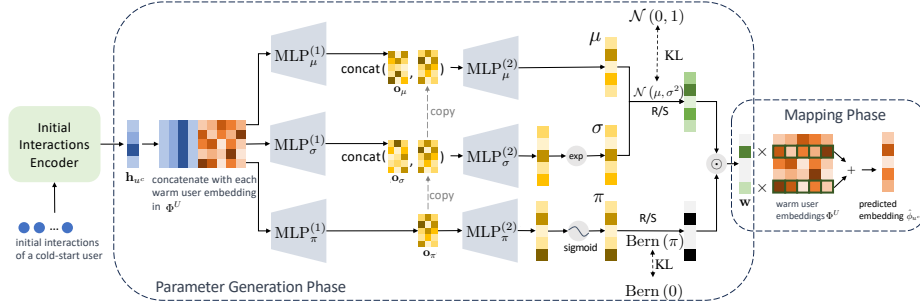 Initial
Interactions
Encoder
initial interactions
of a cold-start user
h_{u^c}
concatenate with each
warm user embedding
in Φ^U
MLP_μ^{(1)}
concat( , )
o_μ
MLP_μ^{(2)}
μ
N(0, 1)
KL
N(μ, σ²)
R/S
copy
MLP_σ^{(1)}
concat( , )
o_σ
MLP_σ^{(2)}
exp
σ
copy
MLP_π^{(1)}
o_π
MLP_π^{(2)}
sigmoid
π
R/S
Bern(π)
KL
Bern(0)
Parameter Generation Phase
Mapping Phase
w
×
×
+
warm user
embeddings Φ^U
predicted
embedding